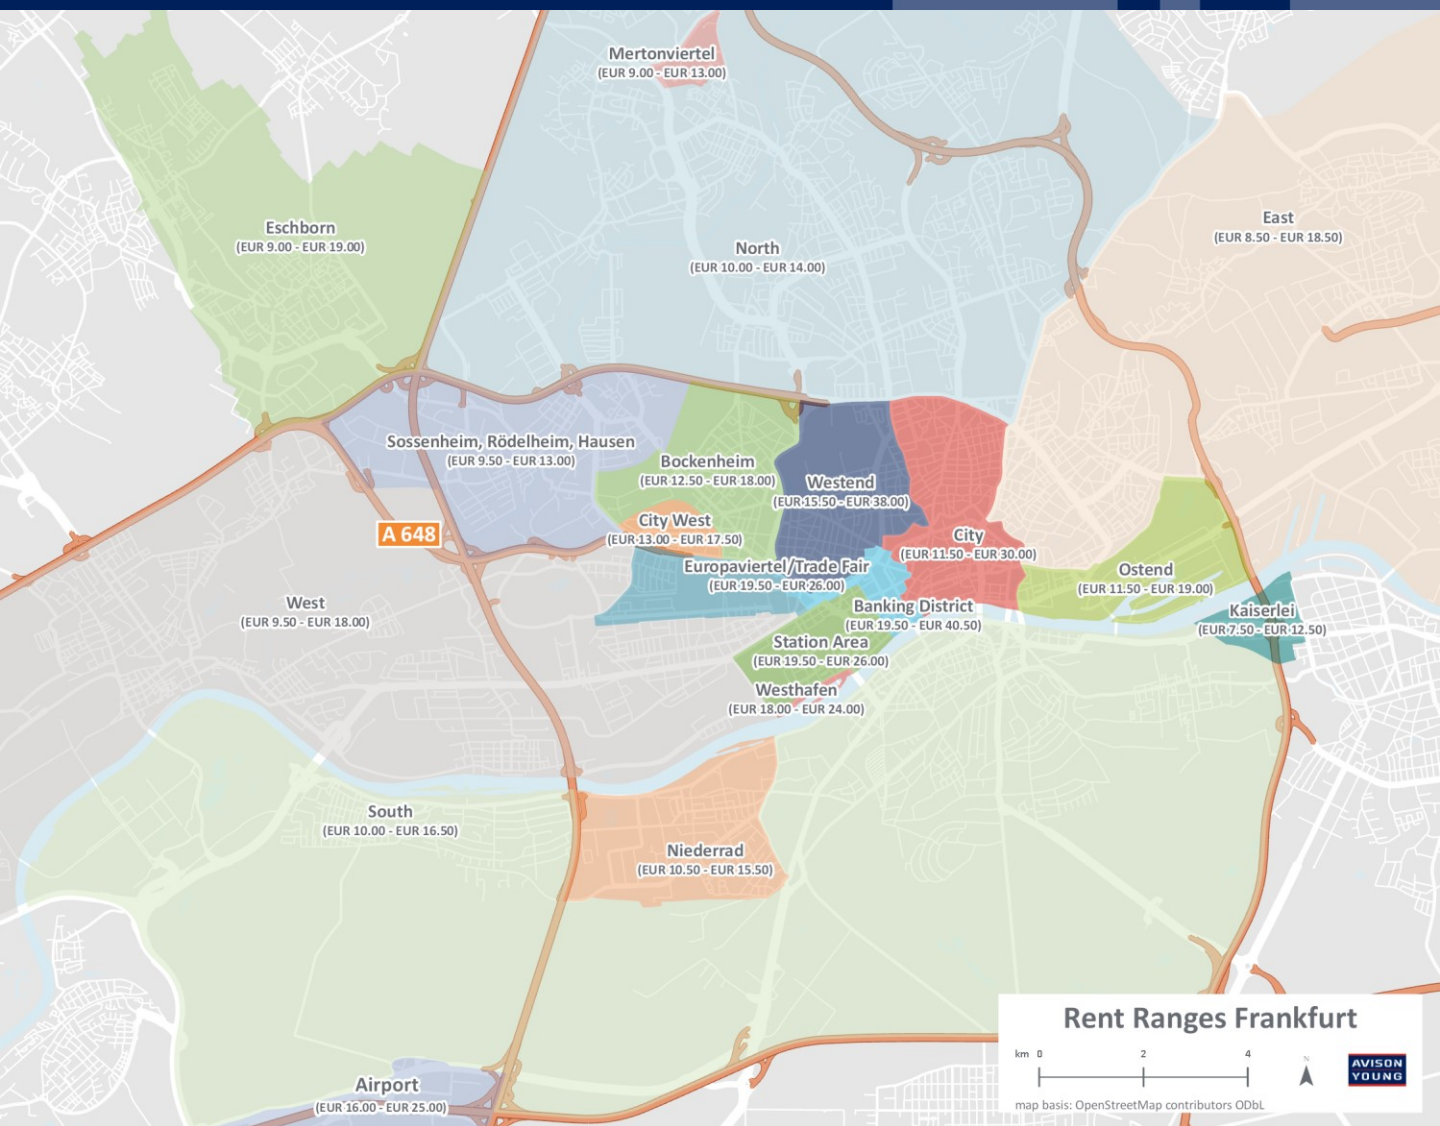 Mertonviertel
(EUR 9.00 - EUR 13.00)
Eschborn
(EUR 9.00 - EUR 19.00)
North
(EUR 10.00 - EUR 14.00)
East
(EUR 8.50 - EUR 18.50)
Sossenheim, Rödelheim, Hausen
(EUR 9.50 - EUR 13.00)
Bockenheim
(EUR 12.50 - EUR 18.00)
Westend
(EUR 15.50 - EUR 38.00)
City West
(EUR 13.00 - EUR 17.50)
A 648
City
(EUR 11.50 - EUR 30.00)
Europaviertel/Trade Fair
(EUR 19.50 - EUR 26.00)
Ostend
(EUR 11.50 - EUR 19.00)
West
(EUR 9.50 - EUR 18.00)
Banking District
(EUR 19.50 - EUR 40.50)
Kaiserlei
(EUR 7.50 - EUR 12.50)
Station Area
(EUR 19.50 - EUR 26.00)
Westhafen
(EUR 18.00 - EUR 24.00)
South
(EUR 10.00 - EUR 16.50)
Niederrad
(EUR 10.50 - EUR 15.50)
Airport
(EUR 16.00 - EUR 25.00)
Rent Ranges Frankfurt
km 0 2 4
N
AVISON
YOUNG
map basis: OpenStreetMap contributors ODbL